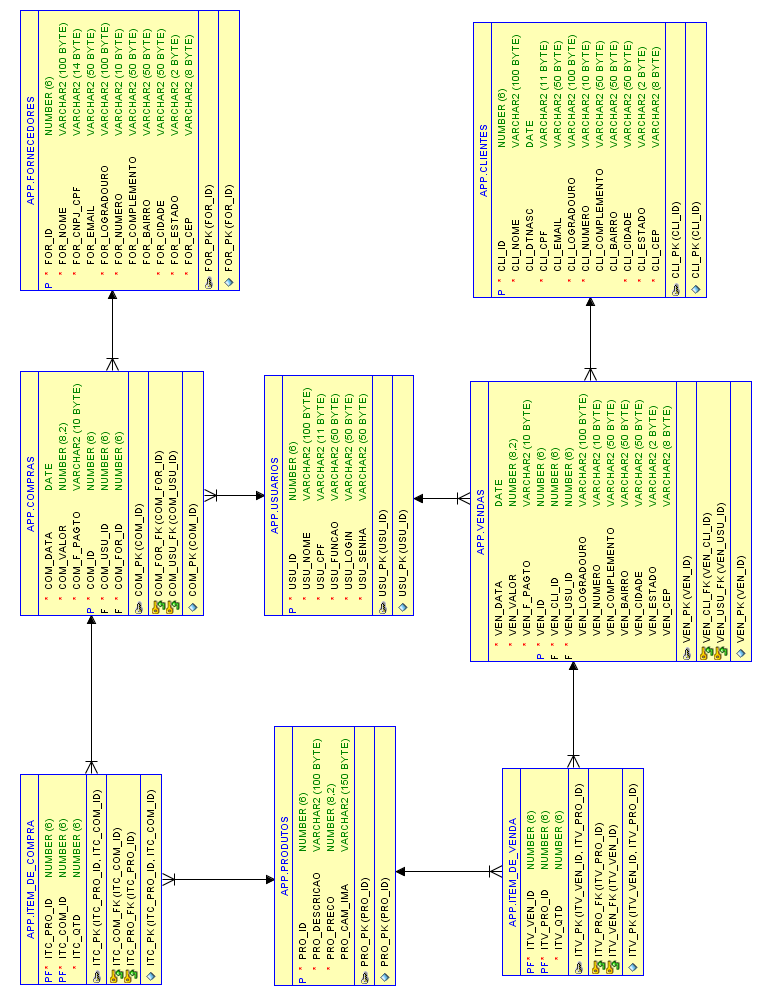 APP.FORNECEDORES
P * FOR_ID NUMBER (6)
* FOR_NOME VARCHAR2 (100 BYTE)
* FOR_CNPJ_CPF VARCHAR2 (14 BYTE)
FOR_EMAIL VARCHAR2 (50 BYTE)
* FOR_LOGRADOURO VARCHAR2 (100 BYTE)
* FOR_NUMERO VARCHAR2 (10 BYTE)
FOR_COMPLEMENTO VARCHAR2 (50 BYTE)
FOR_BAIRRO VARCHAR2 (50 BYTE)
* FOR_CIDADE VARCHAR2 (50 BYTE)
* FOR_ESTADO VARCHAR2 (2 BYTE)
* FOR_CEP VARCHAR2 (8 BYTE)
FOR_PK (FOR_ID)
FOR_PK (FOR_ID)
APP.CLIENTES
P * CLI_ID NUMBER (6)
* CLI_NOME VARCHAR2 (100 BYTE)
CLI_DTNASC DATE
* CLI_CPF VARCHAR2 (11 BYTE)
CLI_EMAIL VARCHAR2 (50 BYTE)
* CLI_LOGRADOURO VARCHAR2 (100 BYTE)
* CLI_NUMERO VARCHAR2 (10 BYTE)
CLI_COMPLEMENTO VARCHAR2 (50 BYTE)
CLI_BAIRRO VARCHAR2 (50 BYTE)
* CLI_CIDADE VARCHAR2 (50 BYTE)
* CLI_ESTADO VARCHAR2 (2 BYTE)
* CLI_CEP VARCHAR2 (8 BYTE)
CLI_PK (CLI_ID)
CLI_PK (CLI_ID)
APP.COMPRAS
* COM_DATA DATE
* COM_VALOR NUMBER (8,2)
* COM_F_PAGTO VARCHAR2 (10 BYTE)
P * COM_ID NUMBER (6)
F * COM_USU_ID NUMBER (6)
F * COM_FOR_ID NUMBER (6)
COM_PK (COM_ID)
COM_FOR_FK (COM_FOR_ID)
COM_USU_FK (COM_USU_ID)
COM_PK (COM_ID)
APP.USUARIOS
P * USU_ID NUMBER (6)
* USU_NOME VARCHAR2 (100 BYTE)
* USU_CPF VARCHAR2 (11 BYTE)
* USU_FUNCAO VARCHAR2 (50 BYTE)
* USU_LOGIN VARCHAR2 (50 BYTE)
* USU_SENHA VARCHAR2 (50 BYTE)
USU_PK (USU_ID)
USU_PK (USU_ID)
APP.VENDAS
* VEN_DATA DATE
* VEN_VALOR NUMBER (8,2)
* VEN_F_PAGTO VARCHAR2 (10 BYTE)
P * VEN_ID NUMBER (6)
F * VEN_CLI_ID NUMBER (6)
F * VEN_USU_ID NUMBER (6)
VEN_LOGRADOURO VARCHAR2 (100 BYTE)
VEN_NUMERO VARCHAR2 (10 BYTE)
VEN_COMPLEMENTO VARCHAR2 (50 BYTE)
VEN_BAIRRO VARCHAR2 (50 BYTE)
VEN_CIDADE VARCHAR2 (50 BYTE)
VEN_ESTADO VARCHAR2 (2 BYTE)
VEN_CEP VARCHAR2 (8 BYTE)
VEN_PK (VEN_ID)
VEN_CLI_FK (VEN_CLI_ID)
VEN_USU_FK (VEN_USU_ID)
VEN_PK (VEN_ID)
APP.ITEM_DE_COMPRA
PF* ITC_PRO_ID NUMBER (6)
PF* ITC_COM_ID NUMBER (6)
* ITC_QTD NUMBER (6)
ITC_PK (ITC_PRO_ID, ITC_COM_ID)
ITC_COM_FK (ITC_COM_ID)
ITC_PRO_FK (ITC_PRO_ID)
ITC_PK (ITC_PRO_ID, ITC_COM_ID)
APP.PRODUTOS
P * PRO_ID NUMBER (6)
* PRO_DESCRICAO VARCHAR2 (100 BYTE)
* PRO_PRECO NUMBER (8,2)
PRO_CAM_IMA VARCHAR2 (150 BYTE)
PRO_PK (PRO_ID)
PRO_PK (PRO_ID)
APP.ITEM_DE_VENDA
PF* ITV_VEN_ID NUMBER (6)
PF* ITV_PRO_ID NUMBER (6)
* ITV_QTD NUMBER (6)
ITV_PK (ITV_VEN_ID, ITV_PRO_ID)
ITV_PRO_FK (ITV_PRO_ID)
ITV_VEN_FK (ITV_VEN_ID)
ITV_PK (ITV_VEN_ID, ITV_PRO_ID)